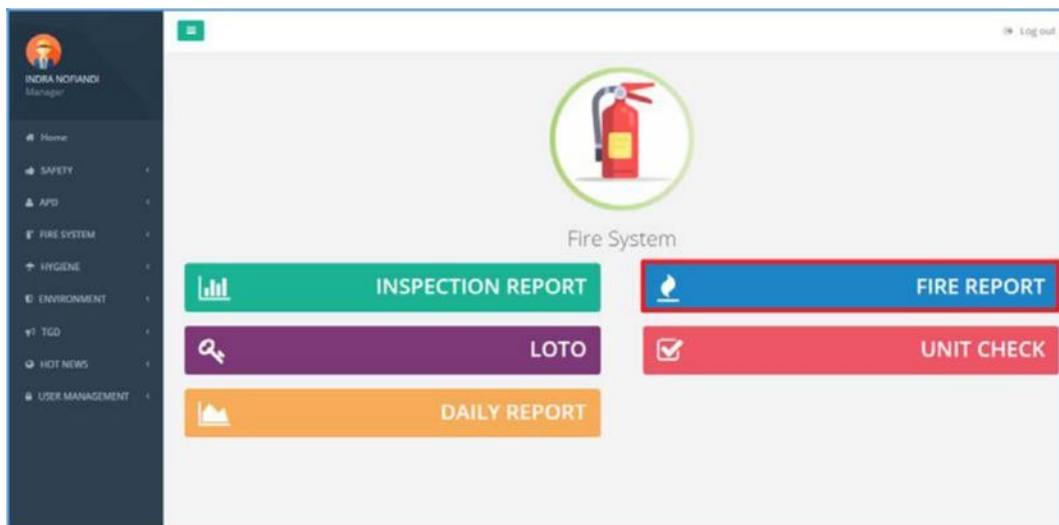 INDRA NOFIANDI
Manager
Home
SAFETY
APD
FIRE SYSTEM
HYGIENE
ENVIRONMENT
TGD
HOT NEWS
USER MANAGEMENT
Log out
Fire System
INSPECTION REPORT
FIRE REPORT
LOTO
UNIT CHECK
DAILY REPORT